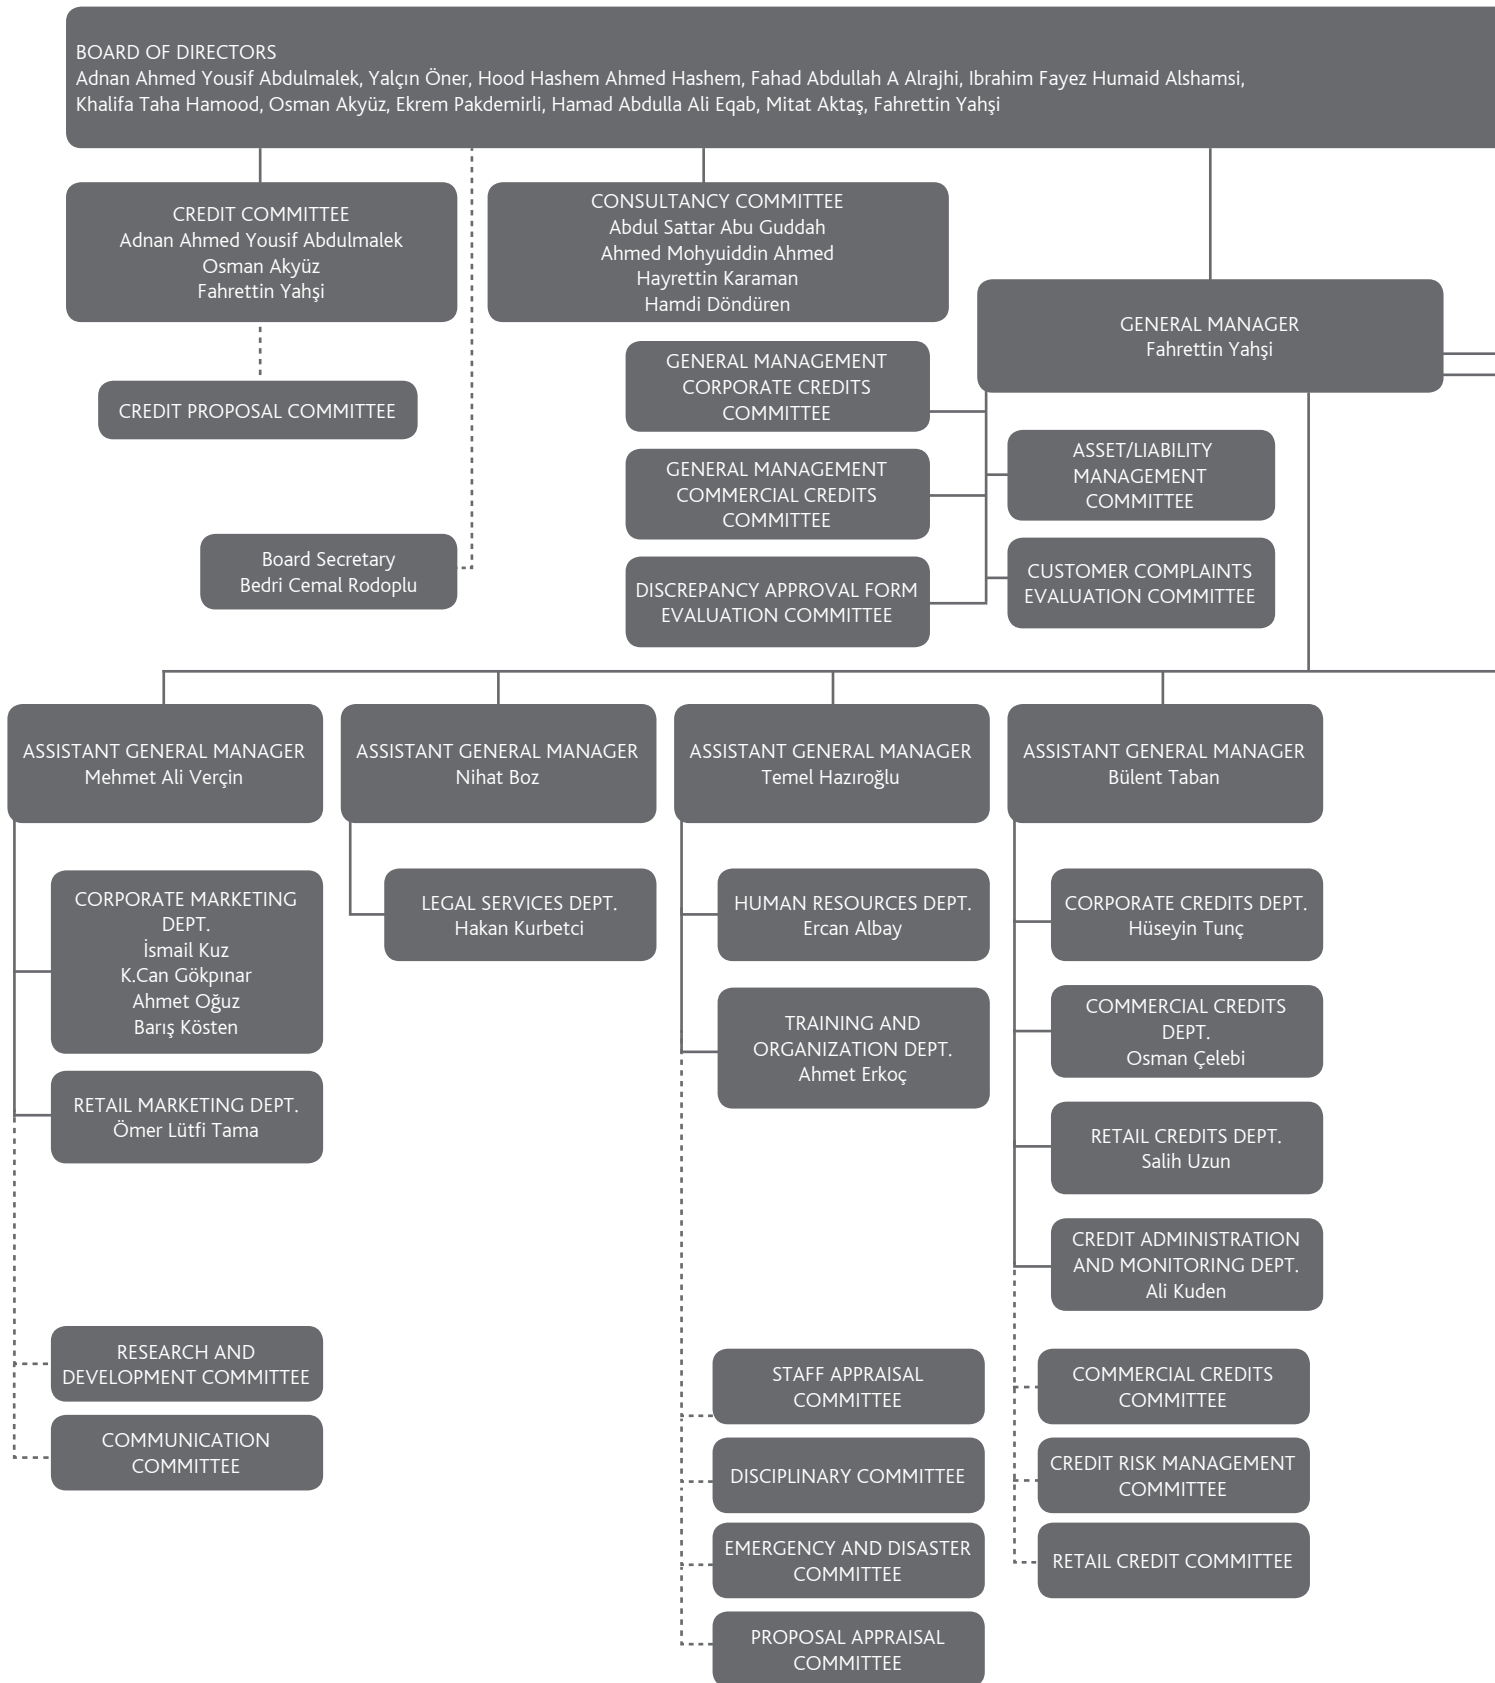 BOARD OF DIRECTORS
Adnan Ahmed Yousif Abdulmalek, Yalçın Öner, Hood Hashem Ahmed Hashem, Fahad Abdullah A Alrajhi, Ibrahim Fayez Humaid Alshamsi,
Khalifa Taha Hamood, Osman Akyüz, Ekrem Pakdemirli, Hamad Abdulla Ali Eqab, Mitat Aktaş, Fahrettin Yahşi
CREDIT COMMITTEE
Adnan Ahmed Yousif Abdulmalek
Osman Akyüz
Fahrettin Yahşi
CONSULTANCY COMMITTEE
Abdul Sattar Abu Guddah
Ahmed Mohyuiddin Ahmed
Hayrettin Karaman
Hamdi Döndüren
GENERAL MANAGER
Fahrettin Yahşi
CREDIT PROPOSAL COMMITTEE
GENERAL MANAGEMENT
CORPORATE CREDITS
COMMITTEE
GENERAL MANAGEMENT
COMMERCIAL CREDITS
COMMITTEE
ASSET/LIABILITY
MANAGEMENT
COMMITTEE
Board Secretary
Bedri Cemal Rodoplu
DISCREPANCY APPROVAL FORM
EVALUATION COMMITTEE
CUSTOMER COMPLAINTS
EVALUATION COMMITTEE
ASSISTANT GENERAL MANAGER
Mehmet Ali Verçin
ASSISTANT GENERAL MANAGER
Nihat Boz
ASSISTANT GENERAL MANAGER
Temel Hazıroğlu
ASSISTANT GENERAL MANAGER
Bülent Taban
CORPORATE MARKETING
DEPT.
İsmail Kuz
K.Can Gökpınar
Ahmet Oğuz
Barış Kösten
RETAIL MARKETING DEPT.
Ömer Lütfi Tama
RESEARCH AND
DEVELOPMENT COMMITTEE
COMMUNICATION
COMMITTEE
LEGAL SERVICES DEPT.
Hakan Kurbetci
HUMAN RESOURCES DEPT.
Ercan Albay
TRAINING AND
ORGANIZATION DEPT.
Ahmet Erkoç
STAFF APPRAISAL
COMMITTEE
DISCIPLINARY COMMITTEE
EMERGENCY AND DISASTER
COMMITTEE
PROPOSAL APPRAISAL
COMMITTEE
CORPORATE CREDITS DEPT.
Hüseyin Tunç
COMMERCIAL CREDITS
DEPT.
Osman Çelebi
RETAIL CREDITS DEPT.
Salih Uzun
CREDIT ADMINISTRATION
AND MONITORING DEPT.
Ali Kuden
COMMERCIAL CREDITS
COMMITTEE
CREDIT RISK MANAGEMENT
COMMITTEE
RETAIL CREDIT COMMITTEE